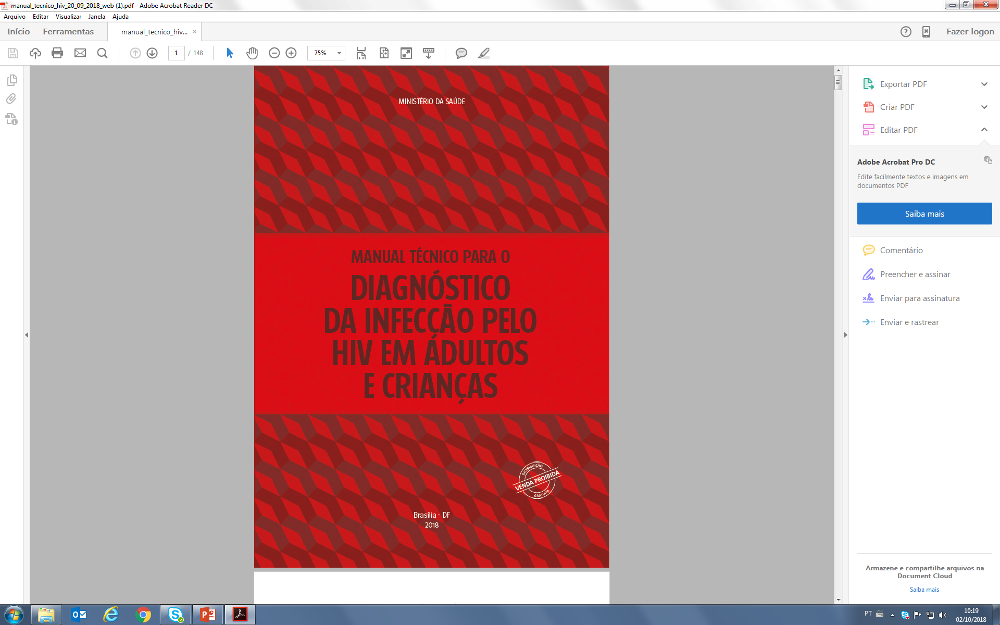 manual_tecnico_hiv_20_09_2018_web (1).pdf - Adobe Acrobat Reader DC
Arquivo Editar Visualizar Janela Ajuda
Início Ferramentas manual_tecnico_hiv... × Fazer logon
1 / 148 75%
MINISTÉRIO DA SAÚDE
MANUAL TÉCNICO PARA O
DIAGNÓSTICO
DA INFECÇÃO PELO
HIV EM ADULTOS
E CRIANÇAS
DISTRIBUIÇÃO
VENDA PROIBIDA
GRATUITA
Brasília - DF
2018
Exportar PDF
Criar PDF
Editar PDF
Adobe Acrobat Pro DC
Edite facilmente textos e imagens em
documentos PDF
Saiba mais
Comentário
Preencher e assinar
Enviar para assinatura
Enviar e rastrear
Armazene e compartilhe arquivos na
Document Cloud
Saiba mais
PT
10:19
02/10/2018